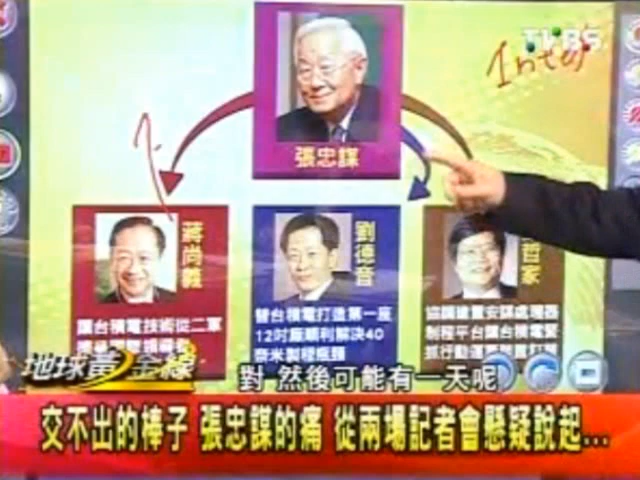 TVBS
Intel
張忠謀
蔣尚義
劉德音
哲家
讓台積電技術從二軍
替台積電打造第一座
12吋廠順利解決40
奈米製程瓶頸
協調建置安謀處理器
制程平台讓台積電緊
地球黃金線
對 然後可能有一天呢
交不出的棒子 張忠謀的痛 從兩場記者會懸疑說起...